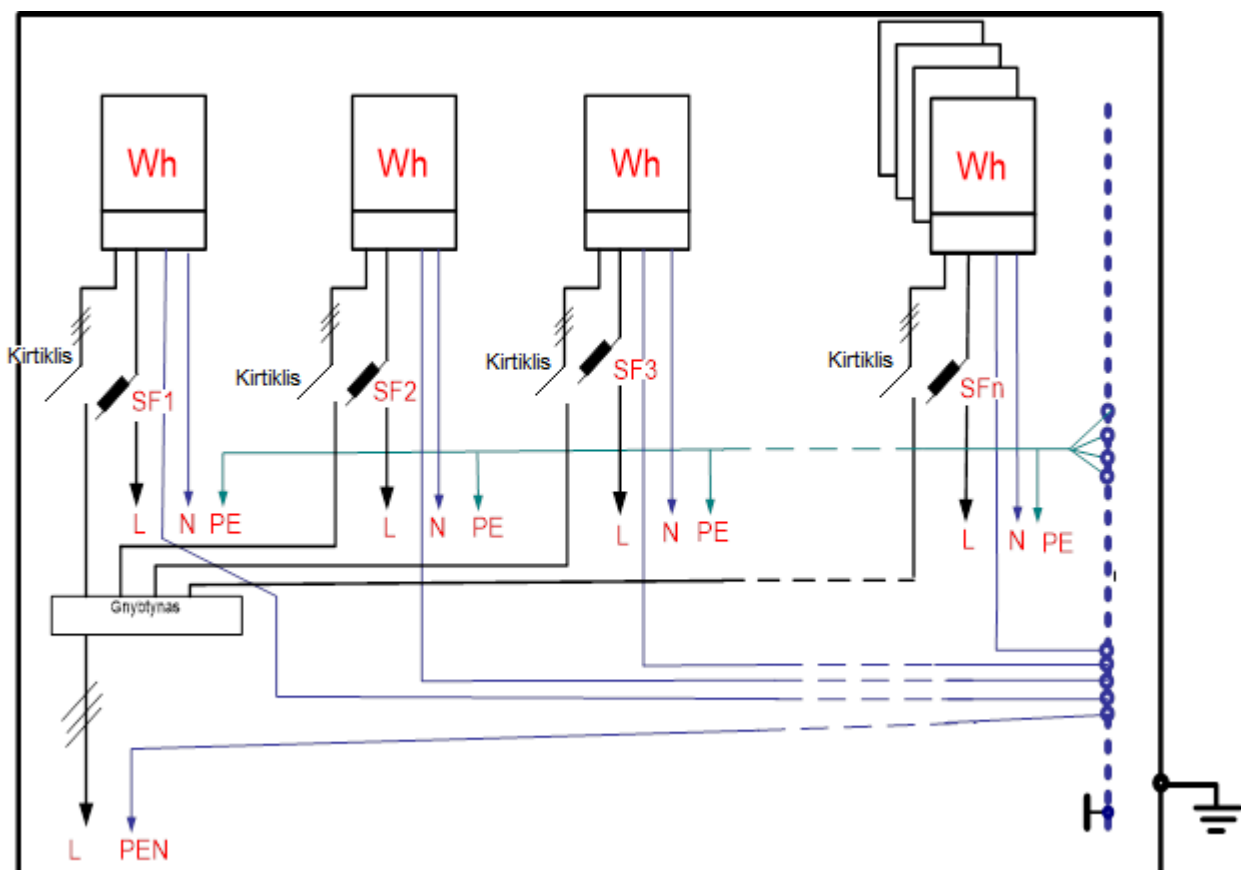 Wh
Wh
Wh
Wh
Kirtiklis
SF1
Kirtiklis
SF2
Kirtiklis
SF3
Kirtiklis
SFn
L
N
PE
L
N
PE
L
N
PE
L
N
PE
Gnybtynas
L
PEN